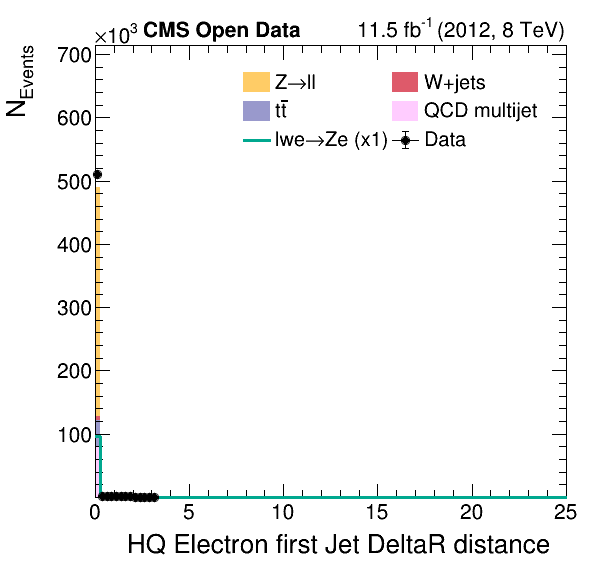 ×10³ CMS Open Data 11.5 fb⁻¹ (2012, 8 TeV)
N_Events
700
600
500
400
300
200
100
Z→ll W+jets
tt̄ QCD multijet
lwe→Ze (x1) Data
0 5 10 15 20 25
HQ Electron first Jet DeltaR distance